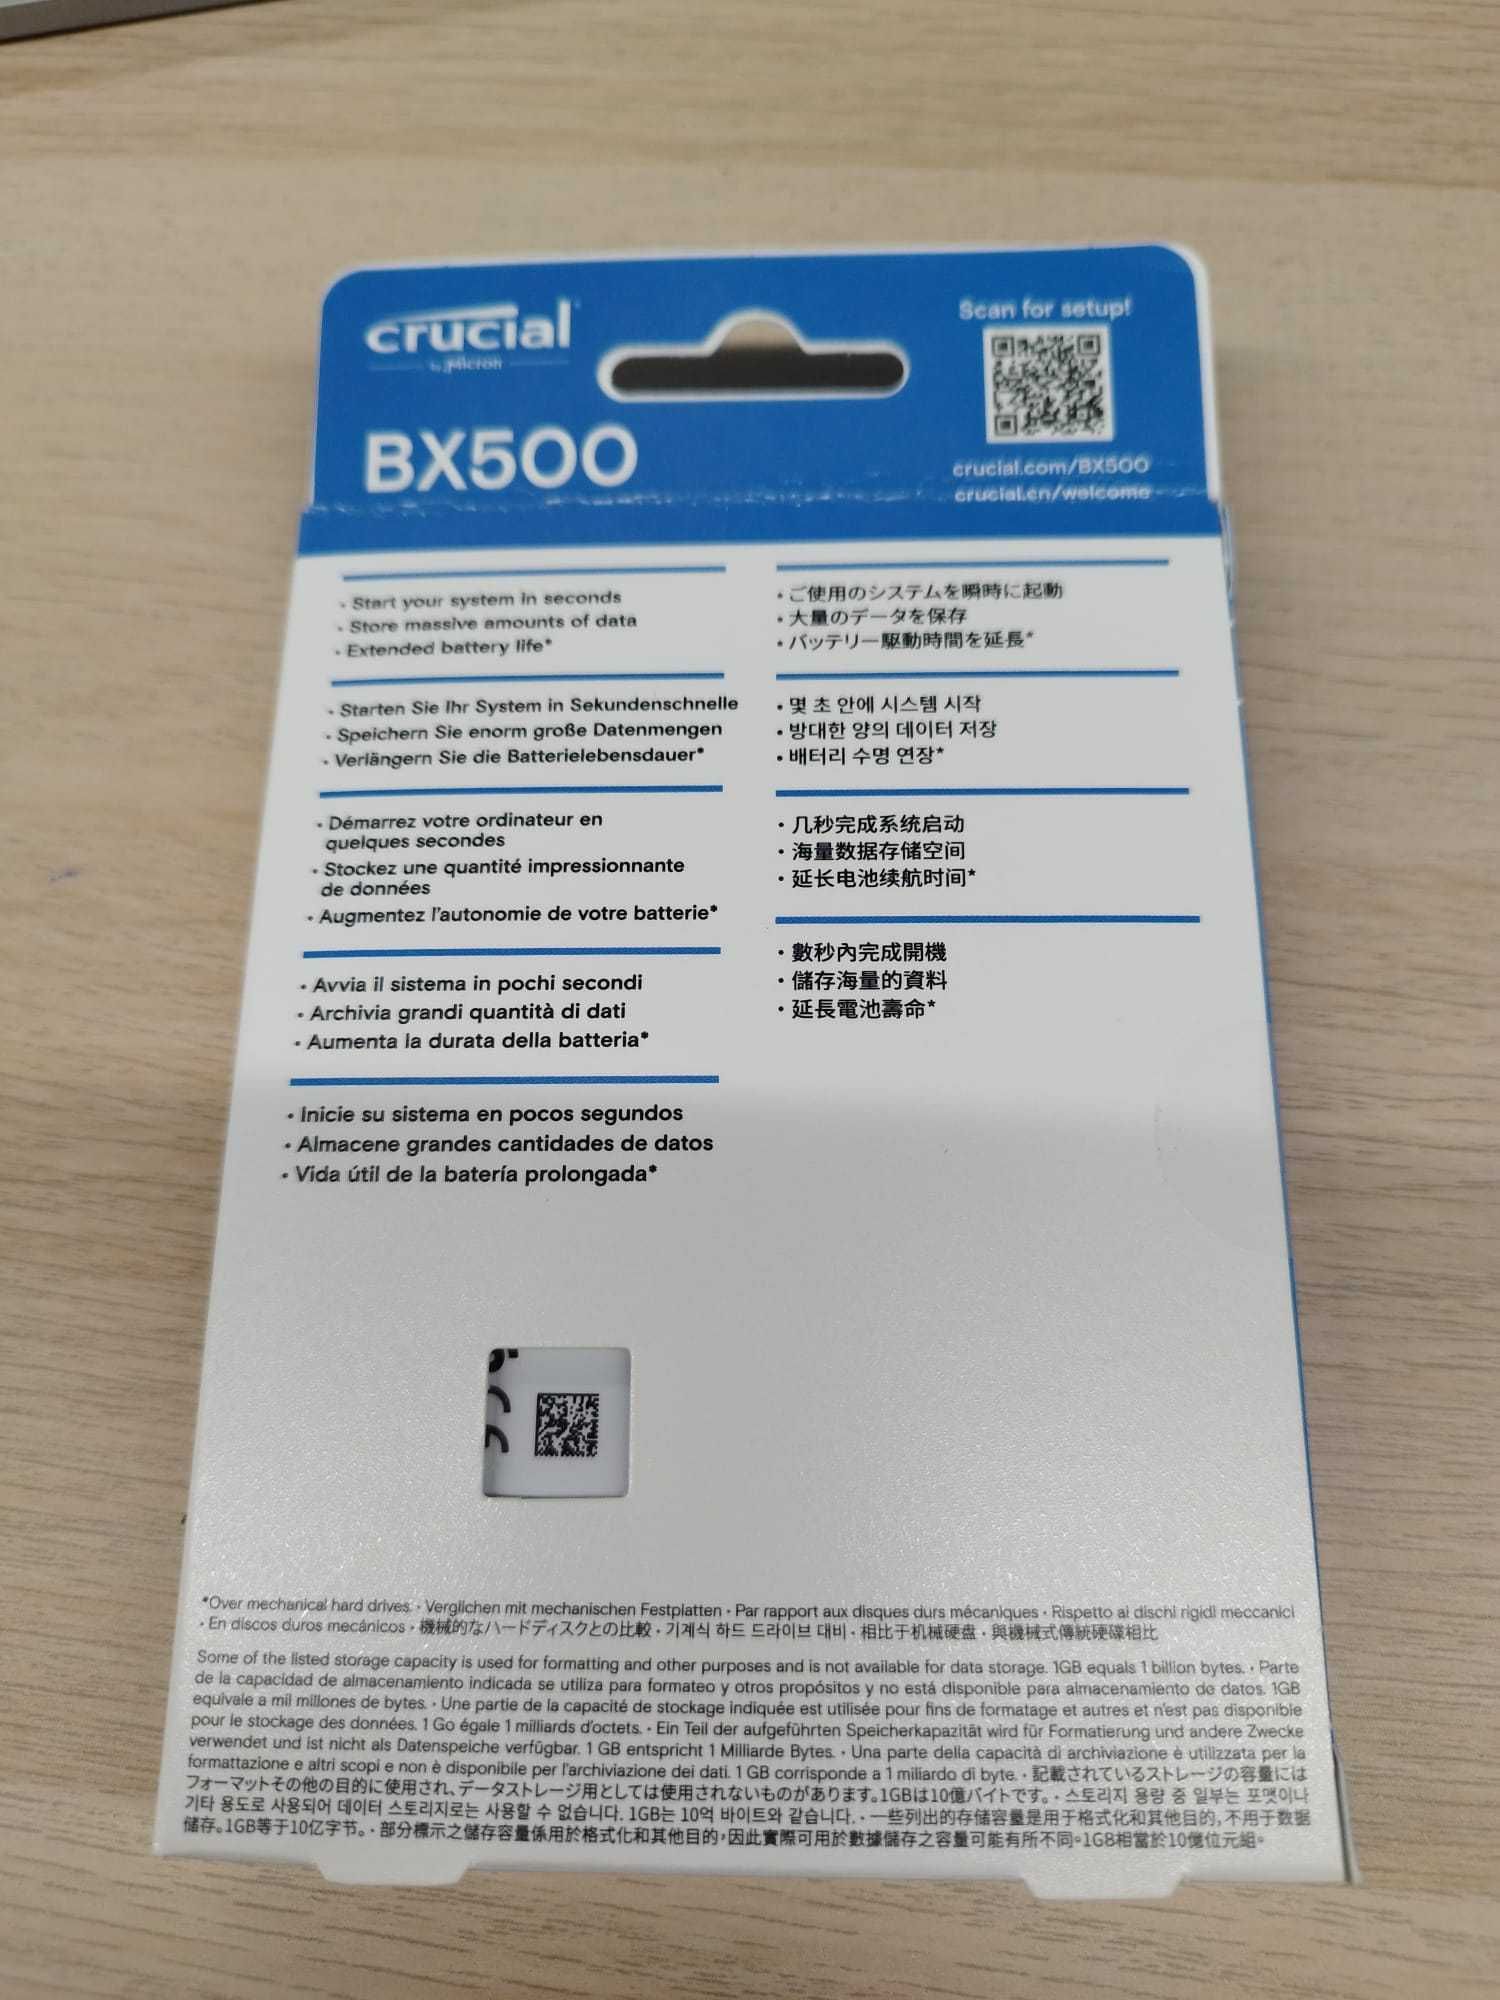 crucial
by Micron
BX500
Scan for setup!
crucial.com/BX500
crucial.cn/welcome
· Start your system in seconds
· Store massive amounts of data
· Extended battery life*
· Starten Sie Ihr System in Sekundenschnelle
· Speichern Sie enorm große Datenmengen
· Verlängern Sie die Batterielebensdauer*
· Démarrez votre ordinateur en
quelques secondes
· Stockez une quantité impressionnante
de données
· Augmentez l'autonomie de votre batterie*
· Avvia il sistema in pochi secondi
· Archivia grandi quantità di dati
· Aumenta la durata della batteria*
· Inicie su sistema en pocos segundos
· Almacene grandes cantidades de datos
· Vida útil de la batería prolongada*
· ご使用のシステムを瞬時に起動
· 大量のデータを保存
· バッテリー駆動時間を延長*
· 몇 초 안에 시스템 시작
· 방대한 양의 데이터 저장
· 배터리 수명 연장*
· 几秒完成系统启动
· 海量数据存储空间
· 延长电池续航时间*
· 數秒內完成開機
· 儲存海量的資料
· 延長電池壽命*
*Over mechanical hard drives. · Verglichen mit mechanischen Festplatten · Par rapport aux disques durs mécaniques · Rispetto ai dischi rigidi meccanici
· En discos duros mecánicos · 機械的なハードディスクとの比較 · 기계식 하드 드라이브 대비 · 相比于机械硬盘 · 與機械式傳統硬碟相比
Some of the listed storage capacity is used for formatting and other purposes and is not available for data storage. 1GB equals 1 billion bytes. · Parte
de la capacidad de almacenamiento indicada se utiliza para formateo y otros propósitos y no está disponible para almacenamiento de datos. 1GB
equivale a mil millones de bytes. · Une partie de la capacité de stockage indiquée est utilisée pour fins de formatage et autres et n'est pas disponible
pour le stockage des données. 1 Go égale 1 milliards d'octets. · Ein Teil der aufgeführten Speicherkapazität wird für Formatierung und andere Zwecke
verwendet und ist nicht als Datenspeiche verfügbar. 1 GB entspricht 1 Milliarde Bytes. · Una parte della capacità di archiviazione è utilizzata per la
formattazione e altri scopi e non è disponibile per l'archiviazione dei dati. 1 GB corrisponde a 1 miliardo di byte. · 記載されているストレージの容量には
フォーマットその他の目的に使用され、データストレージ用としては使用されないものがあります。1GBは10億バイトです。· 스토리지 용량 중 일부는 포맷이나
기타 용도로 사용되어 데이터 스토리지로는 사용할 수 없습니다. 1GB는 10억 바이트와 같습니다. · 一些列出的存储容量是用于格式化和其他目的，不用于数据
储存。1GB等于10亿字节。· 部分標示之儲存容量係用於格式化和其他目的，因此實際可用於數據儲存之容量可能有所不同。1GB相當於10億位元組。